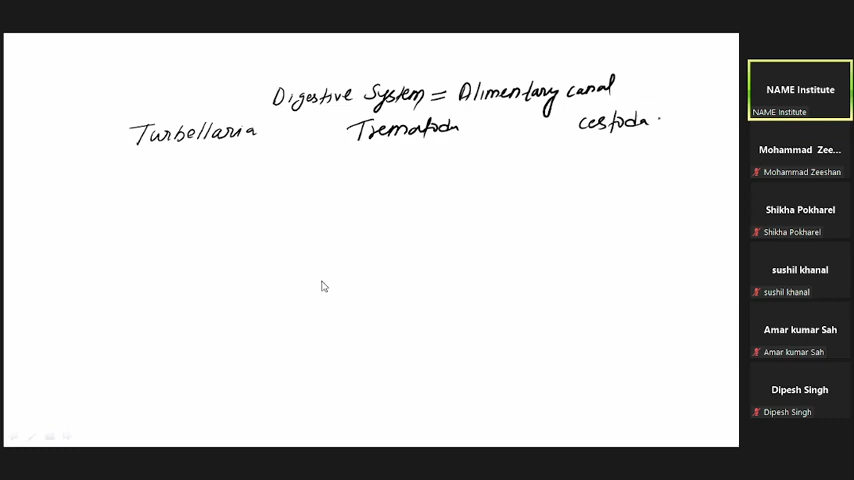 Digestive System = Alimentary canal
Turbellaria Trematoda cestoda.
NAME Institute
NAME Institute
Mohammad Zee...
Mohammad Zeeshan
Shikha Pokharel
Shikha Pokharel
sushil khanal
sushil khanal
Amar kumar Sah
Amar kumar Sah
Dipesh Singh
Dipesh Singh